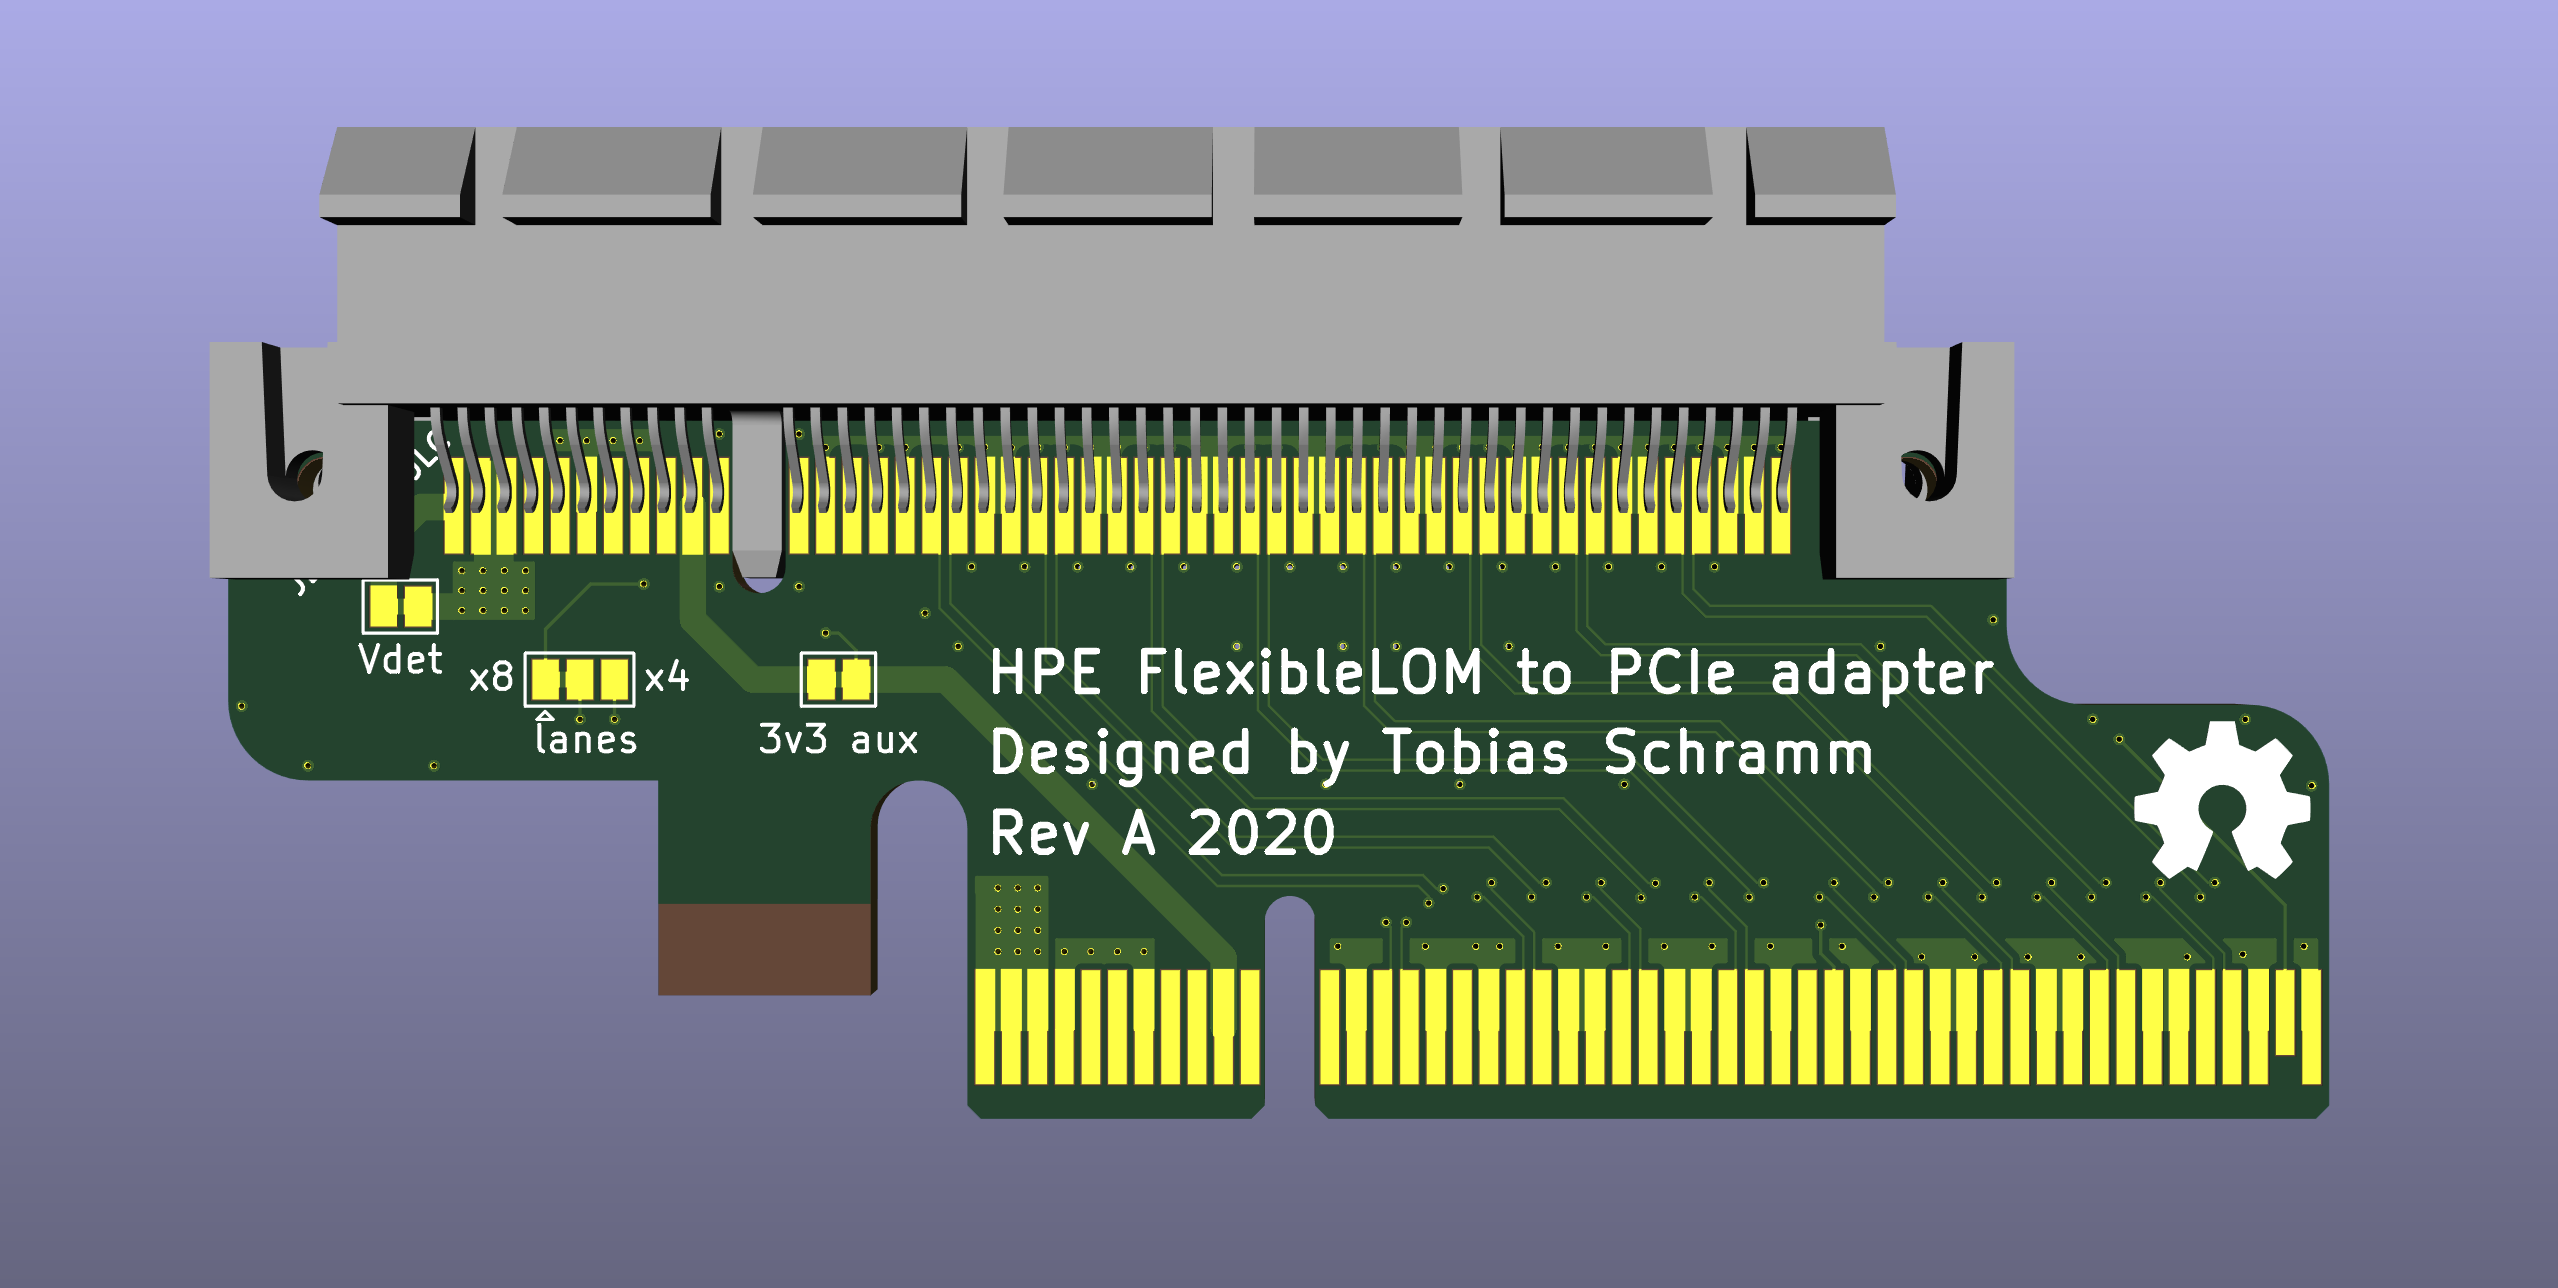 Vdet
x8 x4
lanes
3v3 aux
HPE FlexibleLOM to PCIe adapter
Designed by Tobias Schramm
Rev A 2020